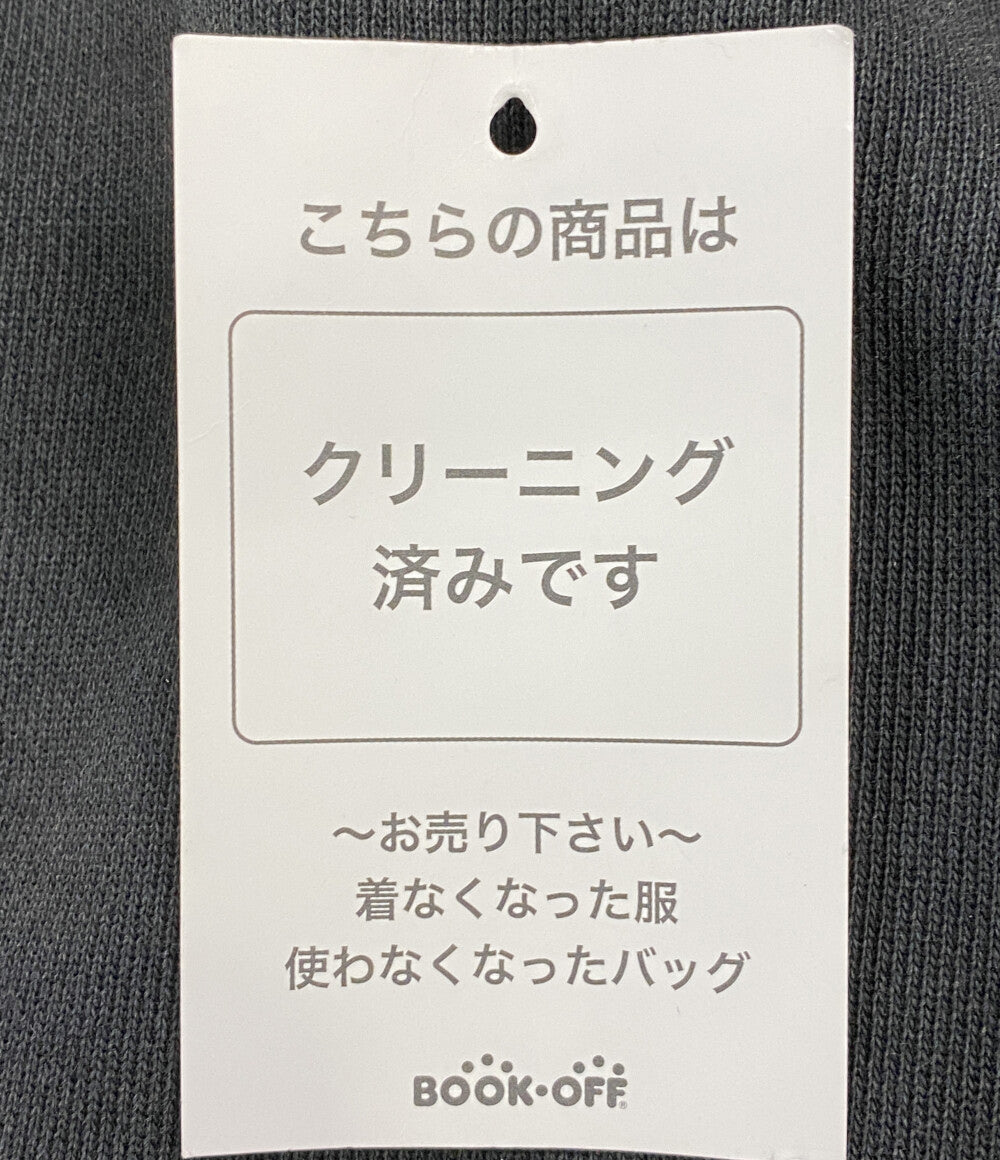 こちらの商品は
クリーニング
済みです
〜お売り下さい〜
着なくなった服
使わなくなったバッグ
BOOK•OFF®